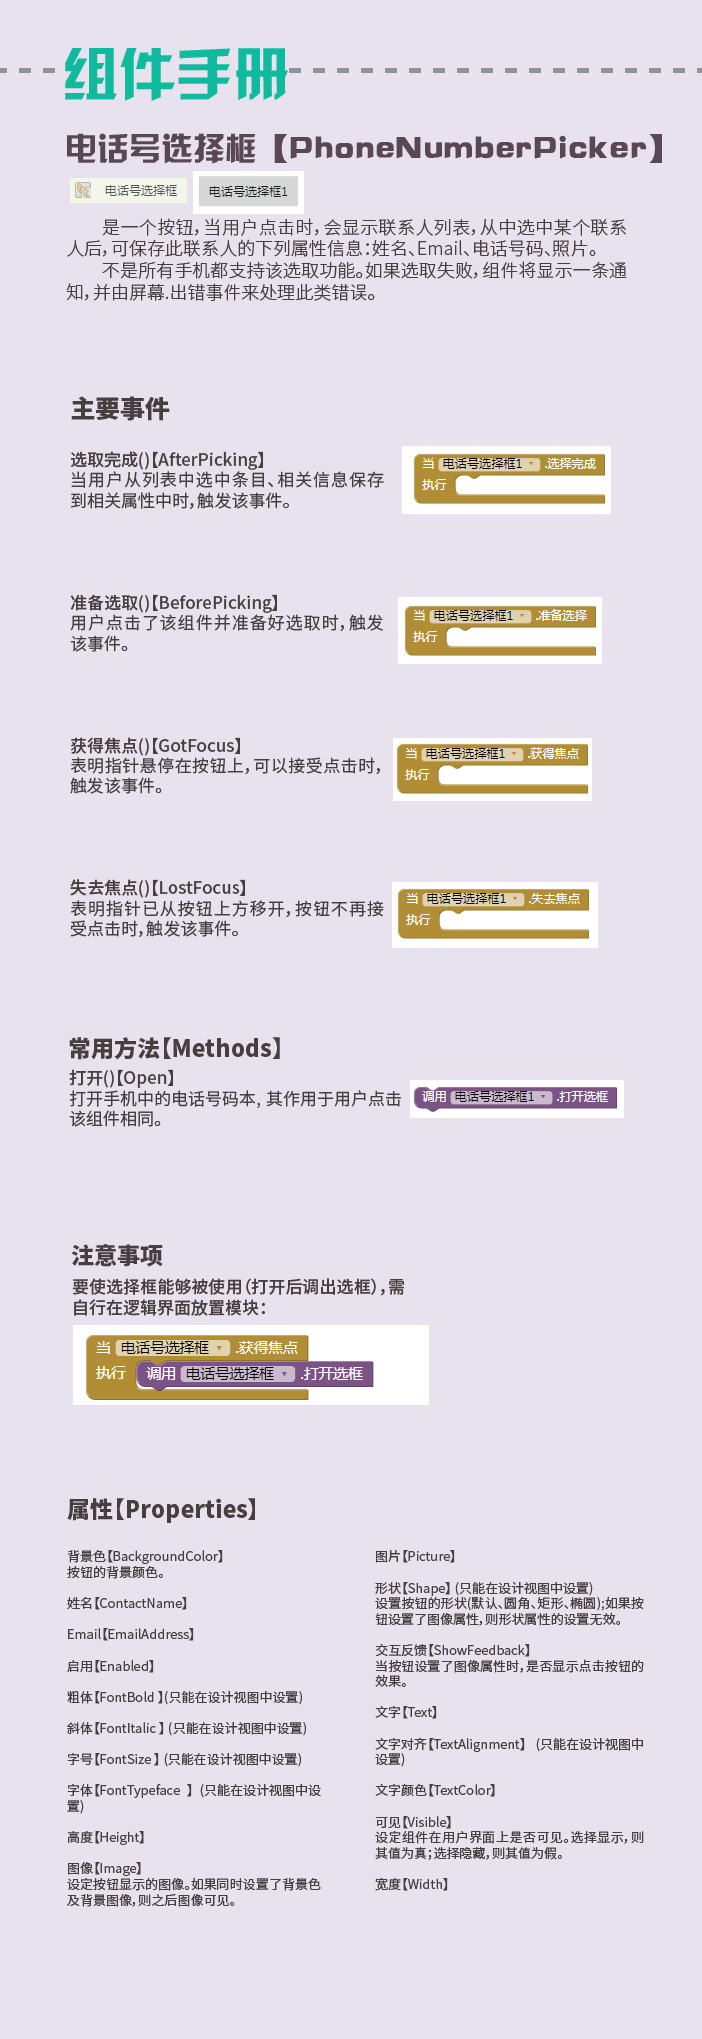 组件手册
电话号选择框【PhoneNumberPicker】
电话号选择框
电话号选择框1
是一个按钮，当用户点击时，会显示联系人列表，从中选中某个联系
人后，可保存此联系人的下列属性信息：姓名、Email、电话号码、照片。
不是所有手机都支持该选取功能。如果选取失败，组件将显示一条通
知，并由屏幕.出错事件来处理此类错误。
主要事件
选取完成()【AfterPicking】
当用户从列表中选中条目、相关信息保存
到相关属性中时，触发该事件。
当 电话号选择框1 .选择完成
执行
准备选取()【BeforePicking】
用户点击了该组件并准备好选取时，触发
该事件。
当 电话号选择框1 .准备选择
执行
获得焦点()【GotFocus】
表明指针悬停在按钮上，可以接受点击时，
触发该事件。
当 电话号选择框1 .获得焦点
执行
失去焦点()【LostFocus】
表明指针已从按钮上方移开，按钮不再接
受点击时，触发该事件。
当 电话号选择框1 .失去焦点
执行
常用方法【Methods】
打开()【Open】
打开手机中的电话号码本, 其作用于用户点击
该组件相同。
调用 电话号选择框1 .打开选框
注意事项
要使选择框能够被使用（打开后调出选框），需
自行在逻辑界面放置模块：
当 电话号选择框 .获得焦点
执行 调用 电话号选择框 .打开选框
属性【Properties】
背景色【BackgroundColor】
按钮的背景颜色。
姓名【ContactName】
Email【EmailAddress】
启用【Enabled】
粗体【FontBold 】(只能在设计视图中设置)
斜体【FontItalic 】 (只能在设计视图中设置)
字号【FontSize 】 (只能在设计视图中设置)
字体【FontTypeface 】 (只能在设计视图中设
置)
高度【Height】
图像【Image】
设定按钮显示的图像。如果同时设置了背景色
及背景图像，则之后图像可见。
图片【Picture】
形状【Shape】 (只能在设计视图中设置)
设置按钮的形状(默认、圆角、矩形、椭圆);如果按
钮设置了图像属性，则形状属性的设置无效。
交互反馈【ShowFeedback】
当按钮设置了图像属性时，是否显示点击按钮的
效果。
文字【Text】
文字对齐【TextAlignment】 (只能在设计视图中
设置)
文字颜色【TextColor】
可见【Visible】
设定组件在用户界面上是否可见。选择显示，则
其值为真；选择隐藏，则其值为假。
宽度【Width】